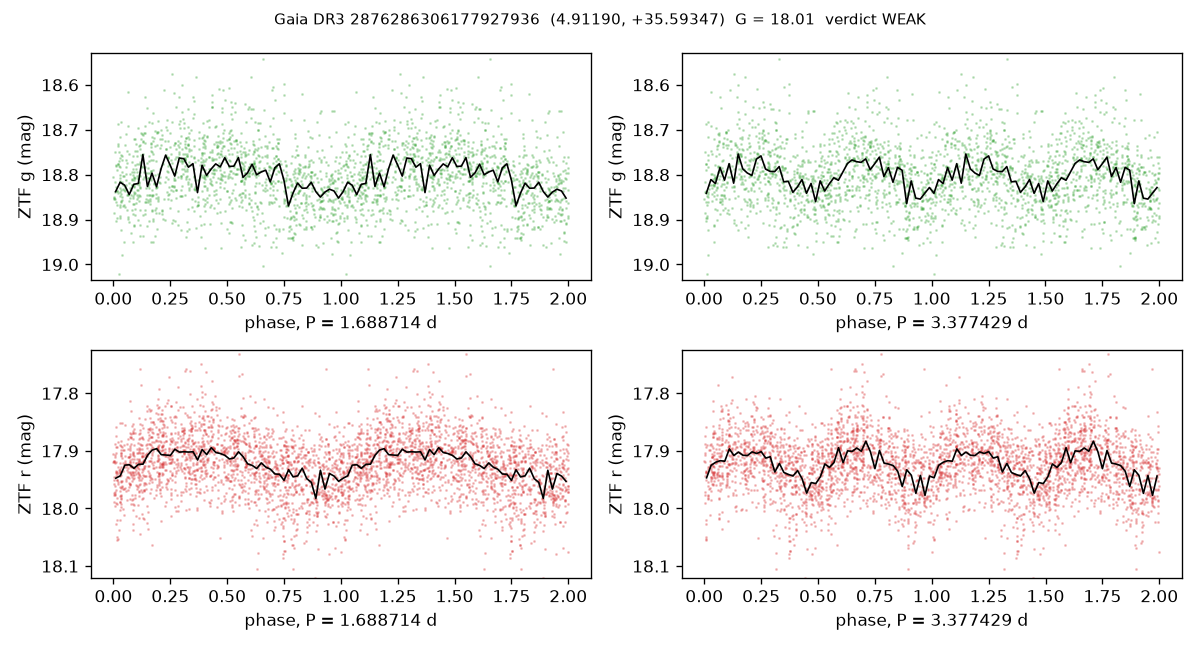 Gaia DR3 2876286306177927936 (4.91190, +35.59347) G = 18.01 verdict WEAK
ZTF g (mag)
18.6
18.7
18.8
18.9
19.0
0.00 0.25 0.50 0.75 1.00 1.25 1.50 1.75 2.00
phase, P = 1.688714 d
ZTF g (mag)
18.6
18.7
18.8
18.9
19.0
0.00 0.25 0.50 0.75 1.00 1.25 1.50 1.75 2.00
phase, P = 3.377429 d
ZTF r (mag)
17.8
17.9
18.0
18.1
0.00 0.25 0.50 0.75 1.00 1.25 1.50 1.75 2.00
phase, P = 1.688714 d
ZTF r (mag)
17.8
17.9
18.0
18.1
0.00 0.25 0.50 0.75 1.00 1.25 1.50 1.75 2.00
phase, P = 3.377429 d